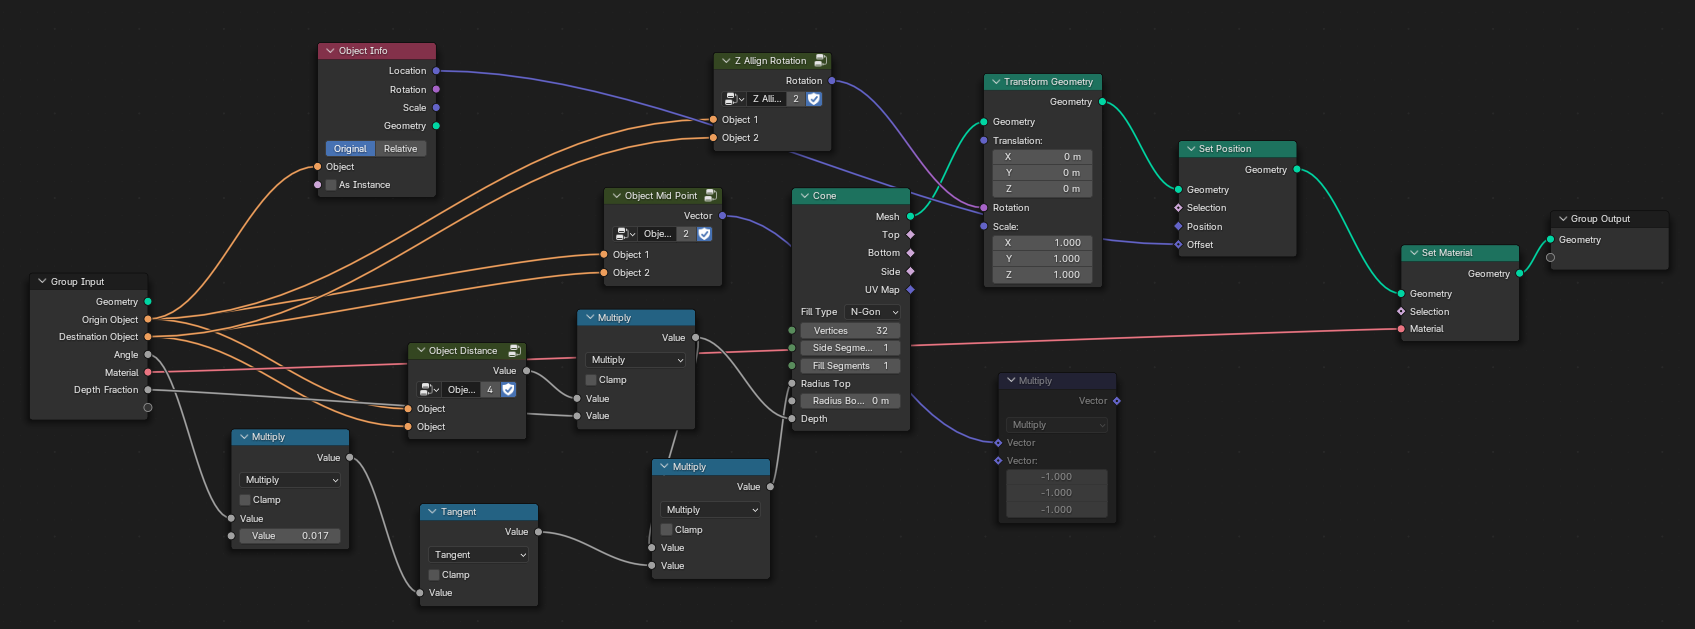 Object Info
Location
Rotation
Scale
Geometry
Original Relative
Object
As Instance
Z Allign Rotation
Rotation
Z Alli... 2
Object 1
Object 2
Transform Geometry
Geometry
Geometry
Translation:
X 0 m
Y 0 m
Z 0 m
Rotation
Scale:
X 1.000
Y 1.000
Z 1.000
Set Position
Geometry
Geometry
Selection
Position
Offset
Object Mid Point
Vector
Obje... 2
Object 1
Object 2
Cone
Mesh
Top
Bottom
Side
UV Map
Fill Type N-Gon
Vertices 32
Side Segme... 1
Fill Segments 1
Radius Top
Radius Bo... 0 m
Depth
Group Output
Geometry
Set Material
Geometry
Geometry
Selection
Material
Group Input
Geometry
Origin Object
Destination Object
Angle
Material
Depth Fraction
Object Distance
Value
Obje... 4
Object
Object
Multiply
Value
Multiply
Clamp
Value
Value
Multiply
Vector
Multiply
Vector
Vector:
-1.000
-1.000
-1.000
Multiply
Value
Multiply
Clamp
Value
Value 0.017
Tangent
Value
Tangent
Clamp
Value
Multiply
Value
Multiply
Clamp
Value
Value